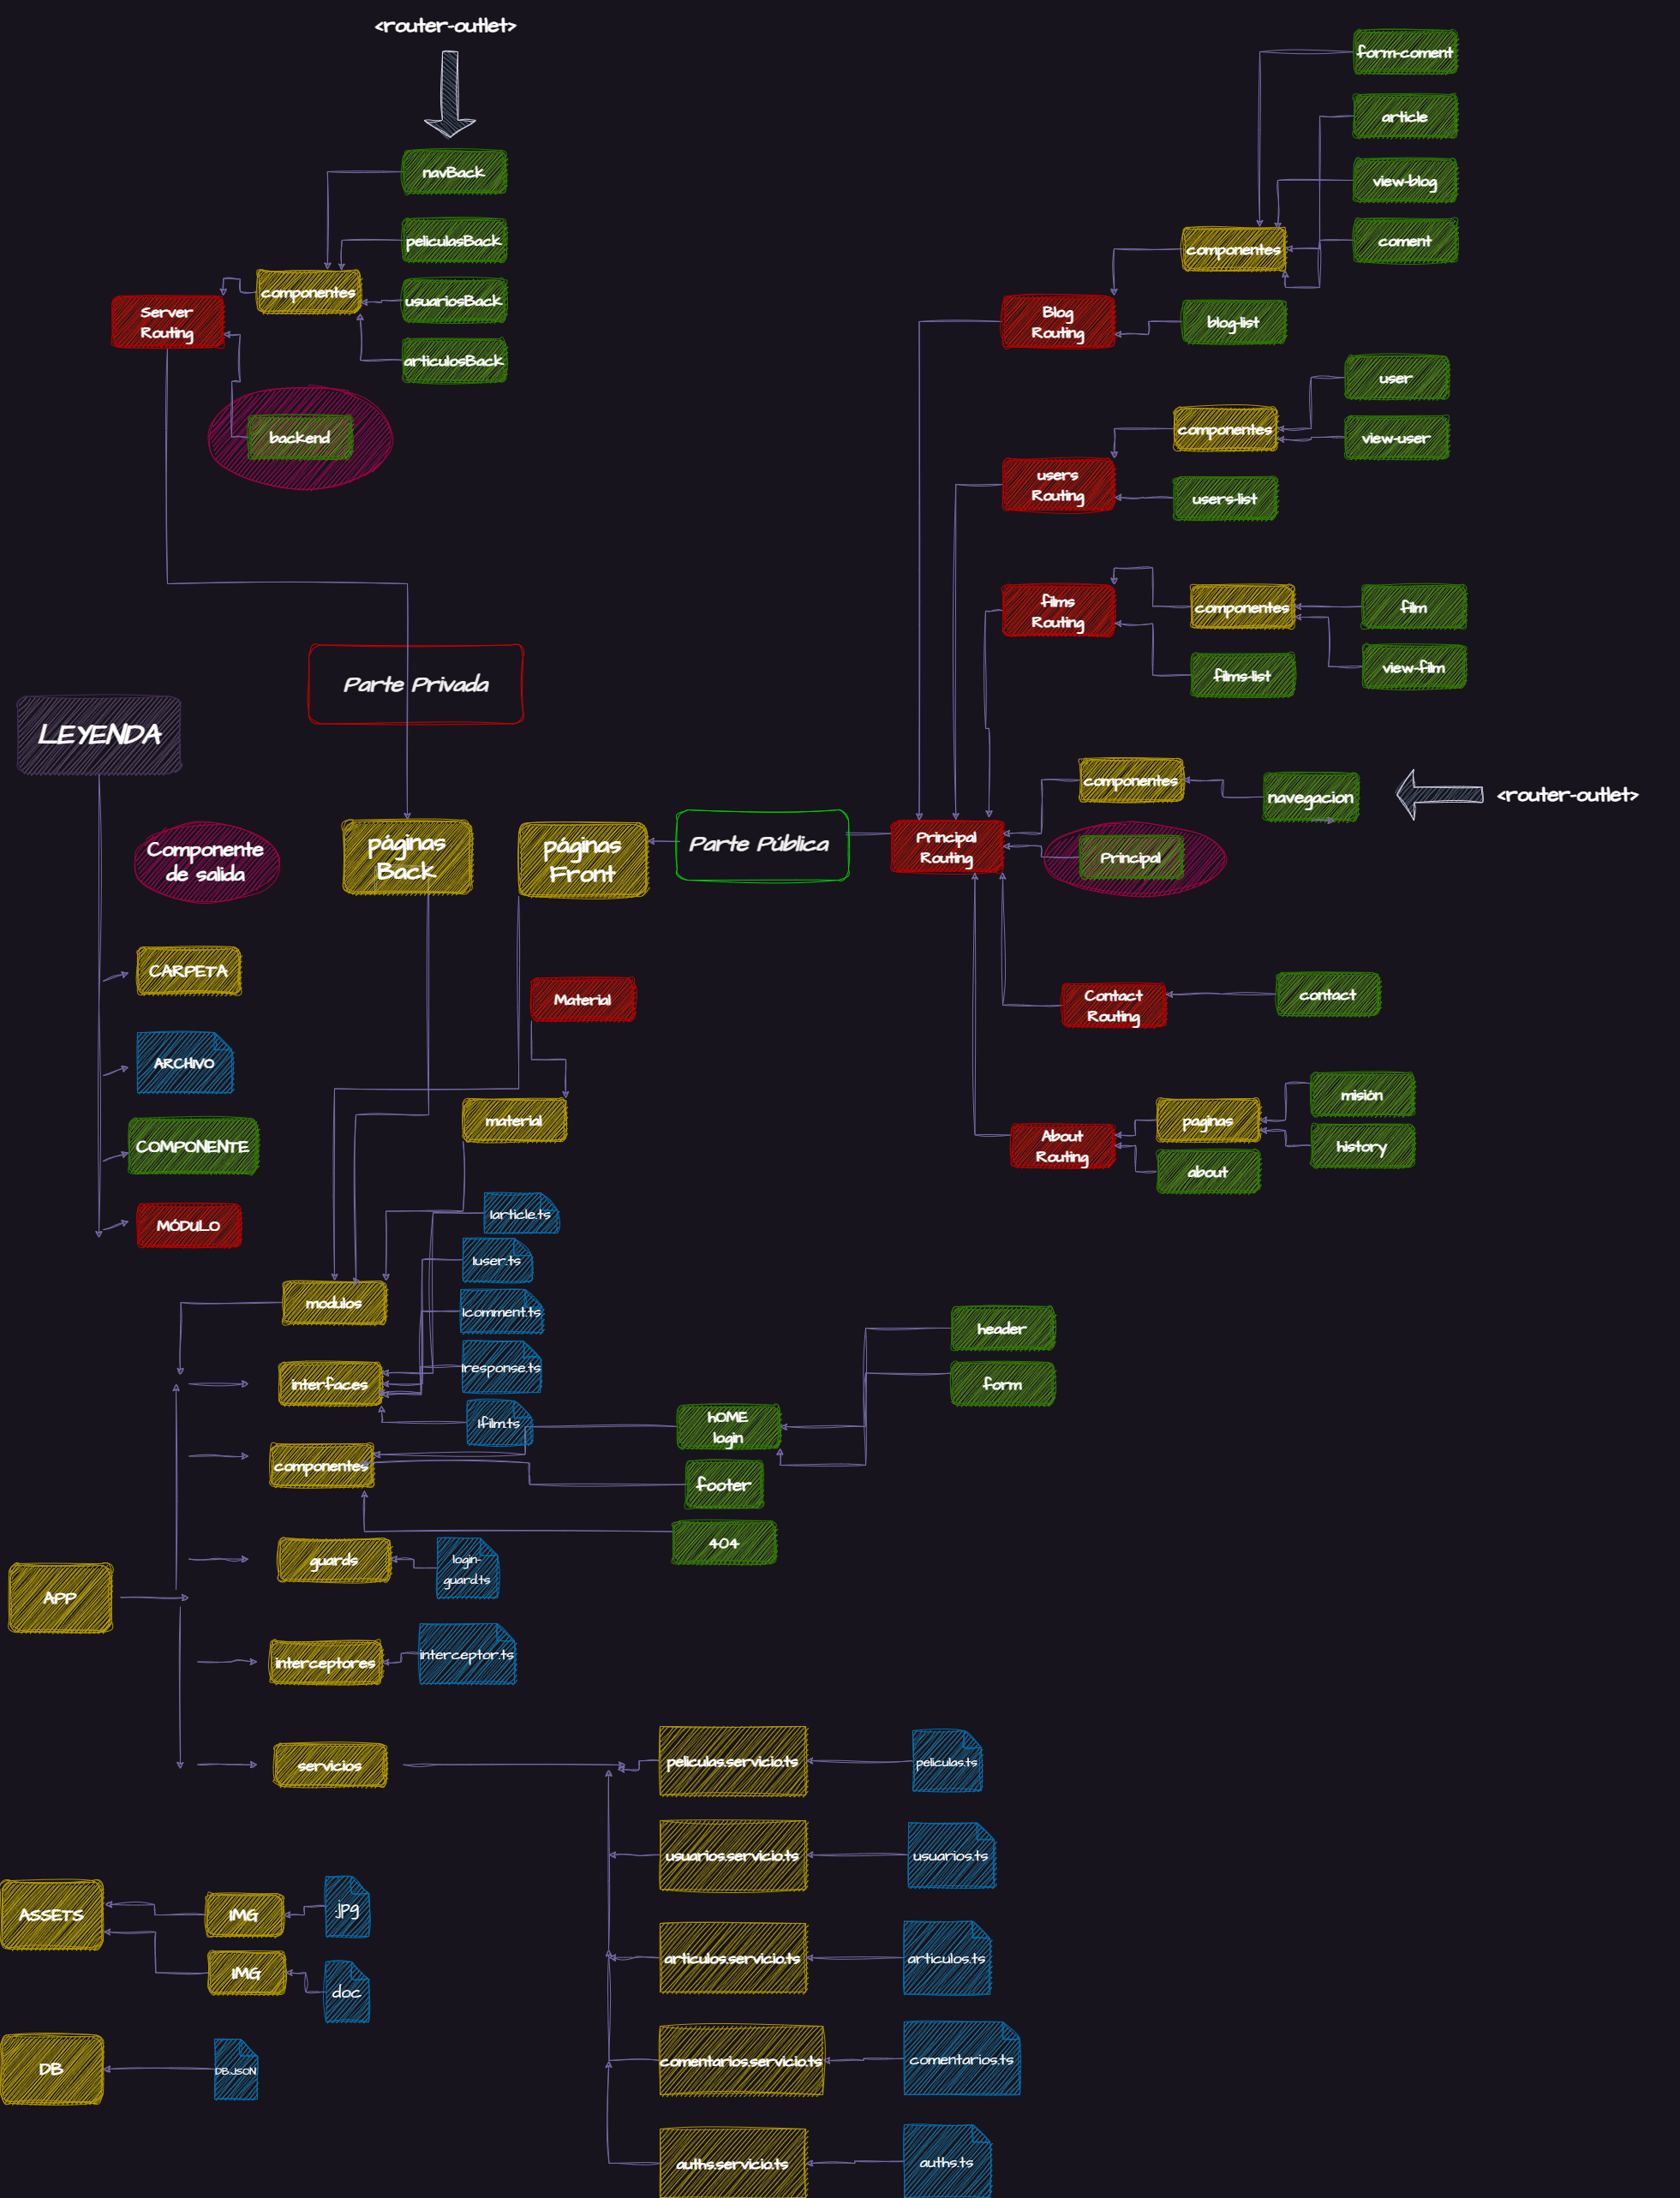 <router-outlet>
navBack
peliculasBack
usuariosBack
articulosBack
componentes
Server
Routing
backend
form-coment
article
view-blog
coment
componentes
Blog
Routing
blog-list
user
view-user
componentes
users
Routing
users-list
films
Routing
componentes
film
view-film
films-list
Parte Privada
LEYENDA
Componente
de salida
CARPETA
ARCHIVO
COMPONENTE
MÓDULO
páginas
Back
páginas
Front
Parte Pública
Principal
Routing
componentes
navegacion
<router-outlet>
Principal
Contact
Routing
contact
About
Routing
paginas
misión
history
about
Material
material
Iarticle.ts
Iuser.ts
Icomment.ts
Iresponse.ts
Ifilm.ts
modulos
interfaces
componentes
header
form
hOME
login
footer
404
guards
login-
guard.ts
APP
interceptores
interceptor.ts
servicios
peliculas.servicio.ts
peliculas.ts
usuarios.servicio.ts
usuarios.ts
articulos.servicio.ts
articulos.ts
comentarios.servicio.ts
comentarios.ts
auths.servicio.ts
auths.ts
ASSETS
IMG
.jpg
IMG
doc
DB
DB.JSON